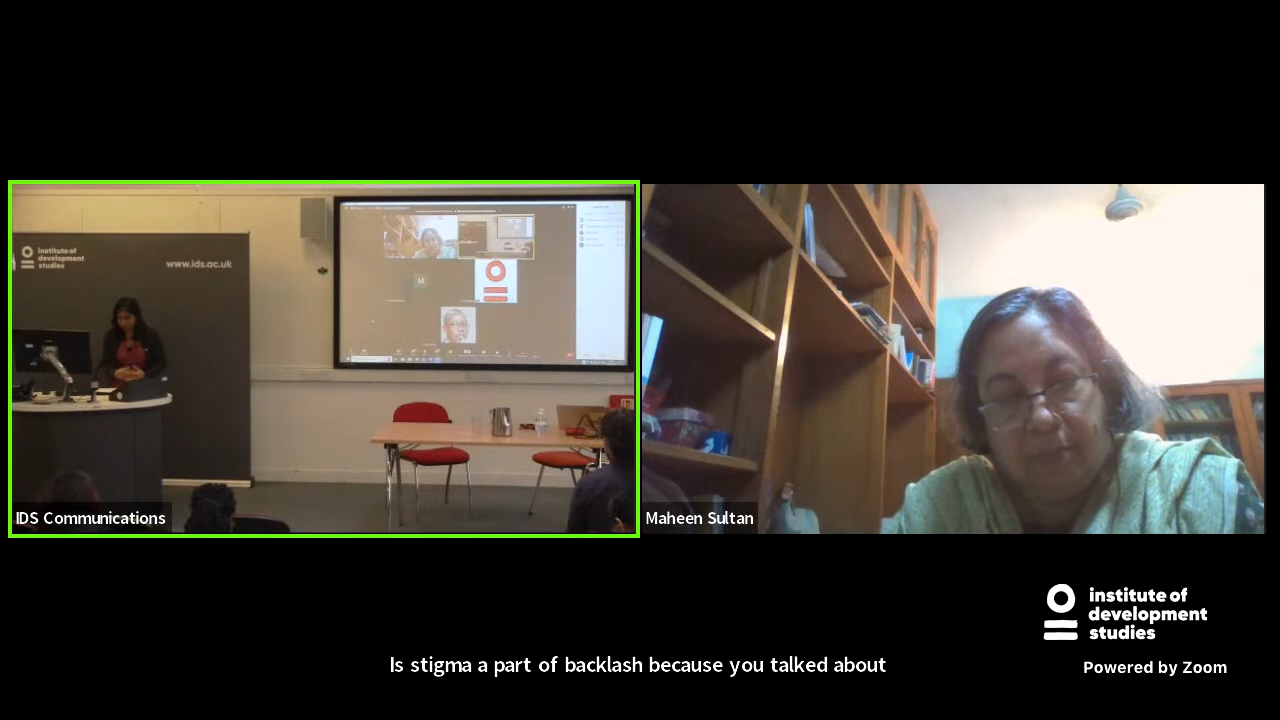 institute of
development
studies
www.ids.ac.uk
M
IDS Communications
Maheen Sultan
institute of
development
studies
Powered by Zoom
Is stigma a part of backlash because you talked about